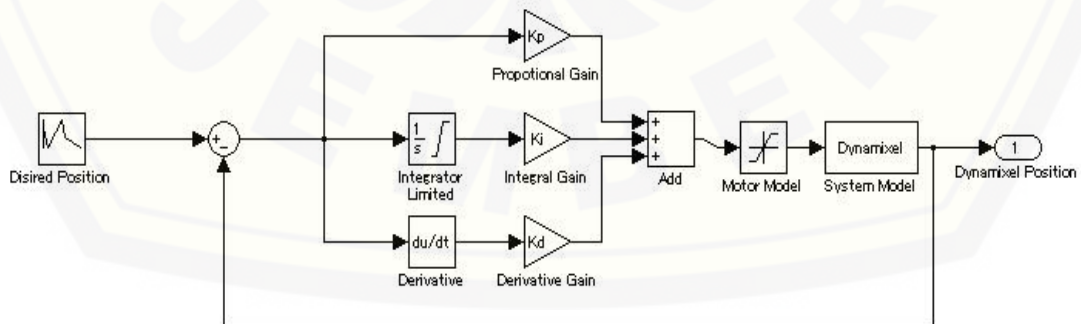 JEMBER
Kp
Propotional Gain
+
-
1
s
Ki
+
+
+
Dynamixel
1
Disired Position
Integrator
Limited
Integral Gain
Add
Motor Model
System Model
Dynamixel Position
du/dt
Kd
Derivative
Derivative Gain